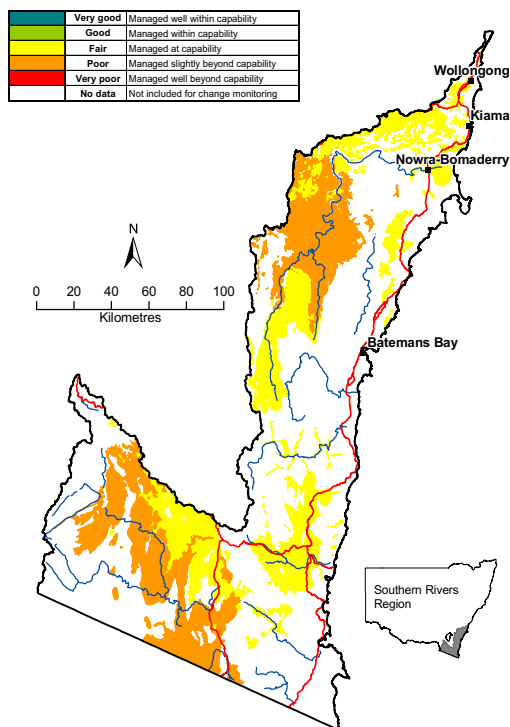 Very good Managed well within capability
Good Managed within capability
Fair Managed at capability
Poor Managed slightly beyond capability
Very poor Managed well beyond capability
No data Not included for change monitoring
Wollongong
Kiama
Nowra-Bomaderry
N
0 20 40 60 80 100
Kilometres
Batemans Bay
Southern Rivers
Region